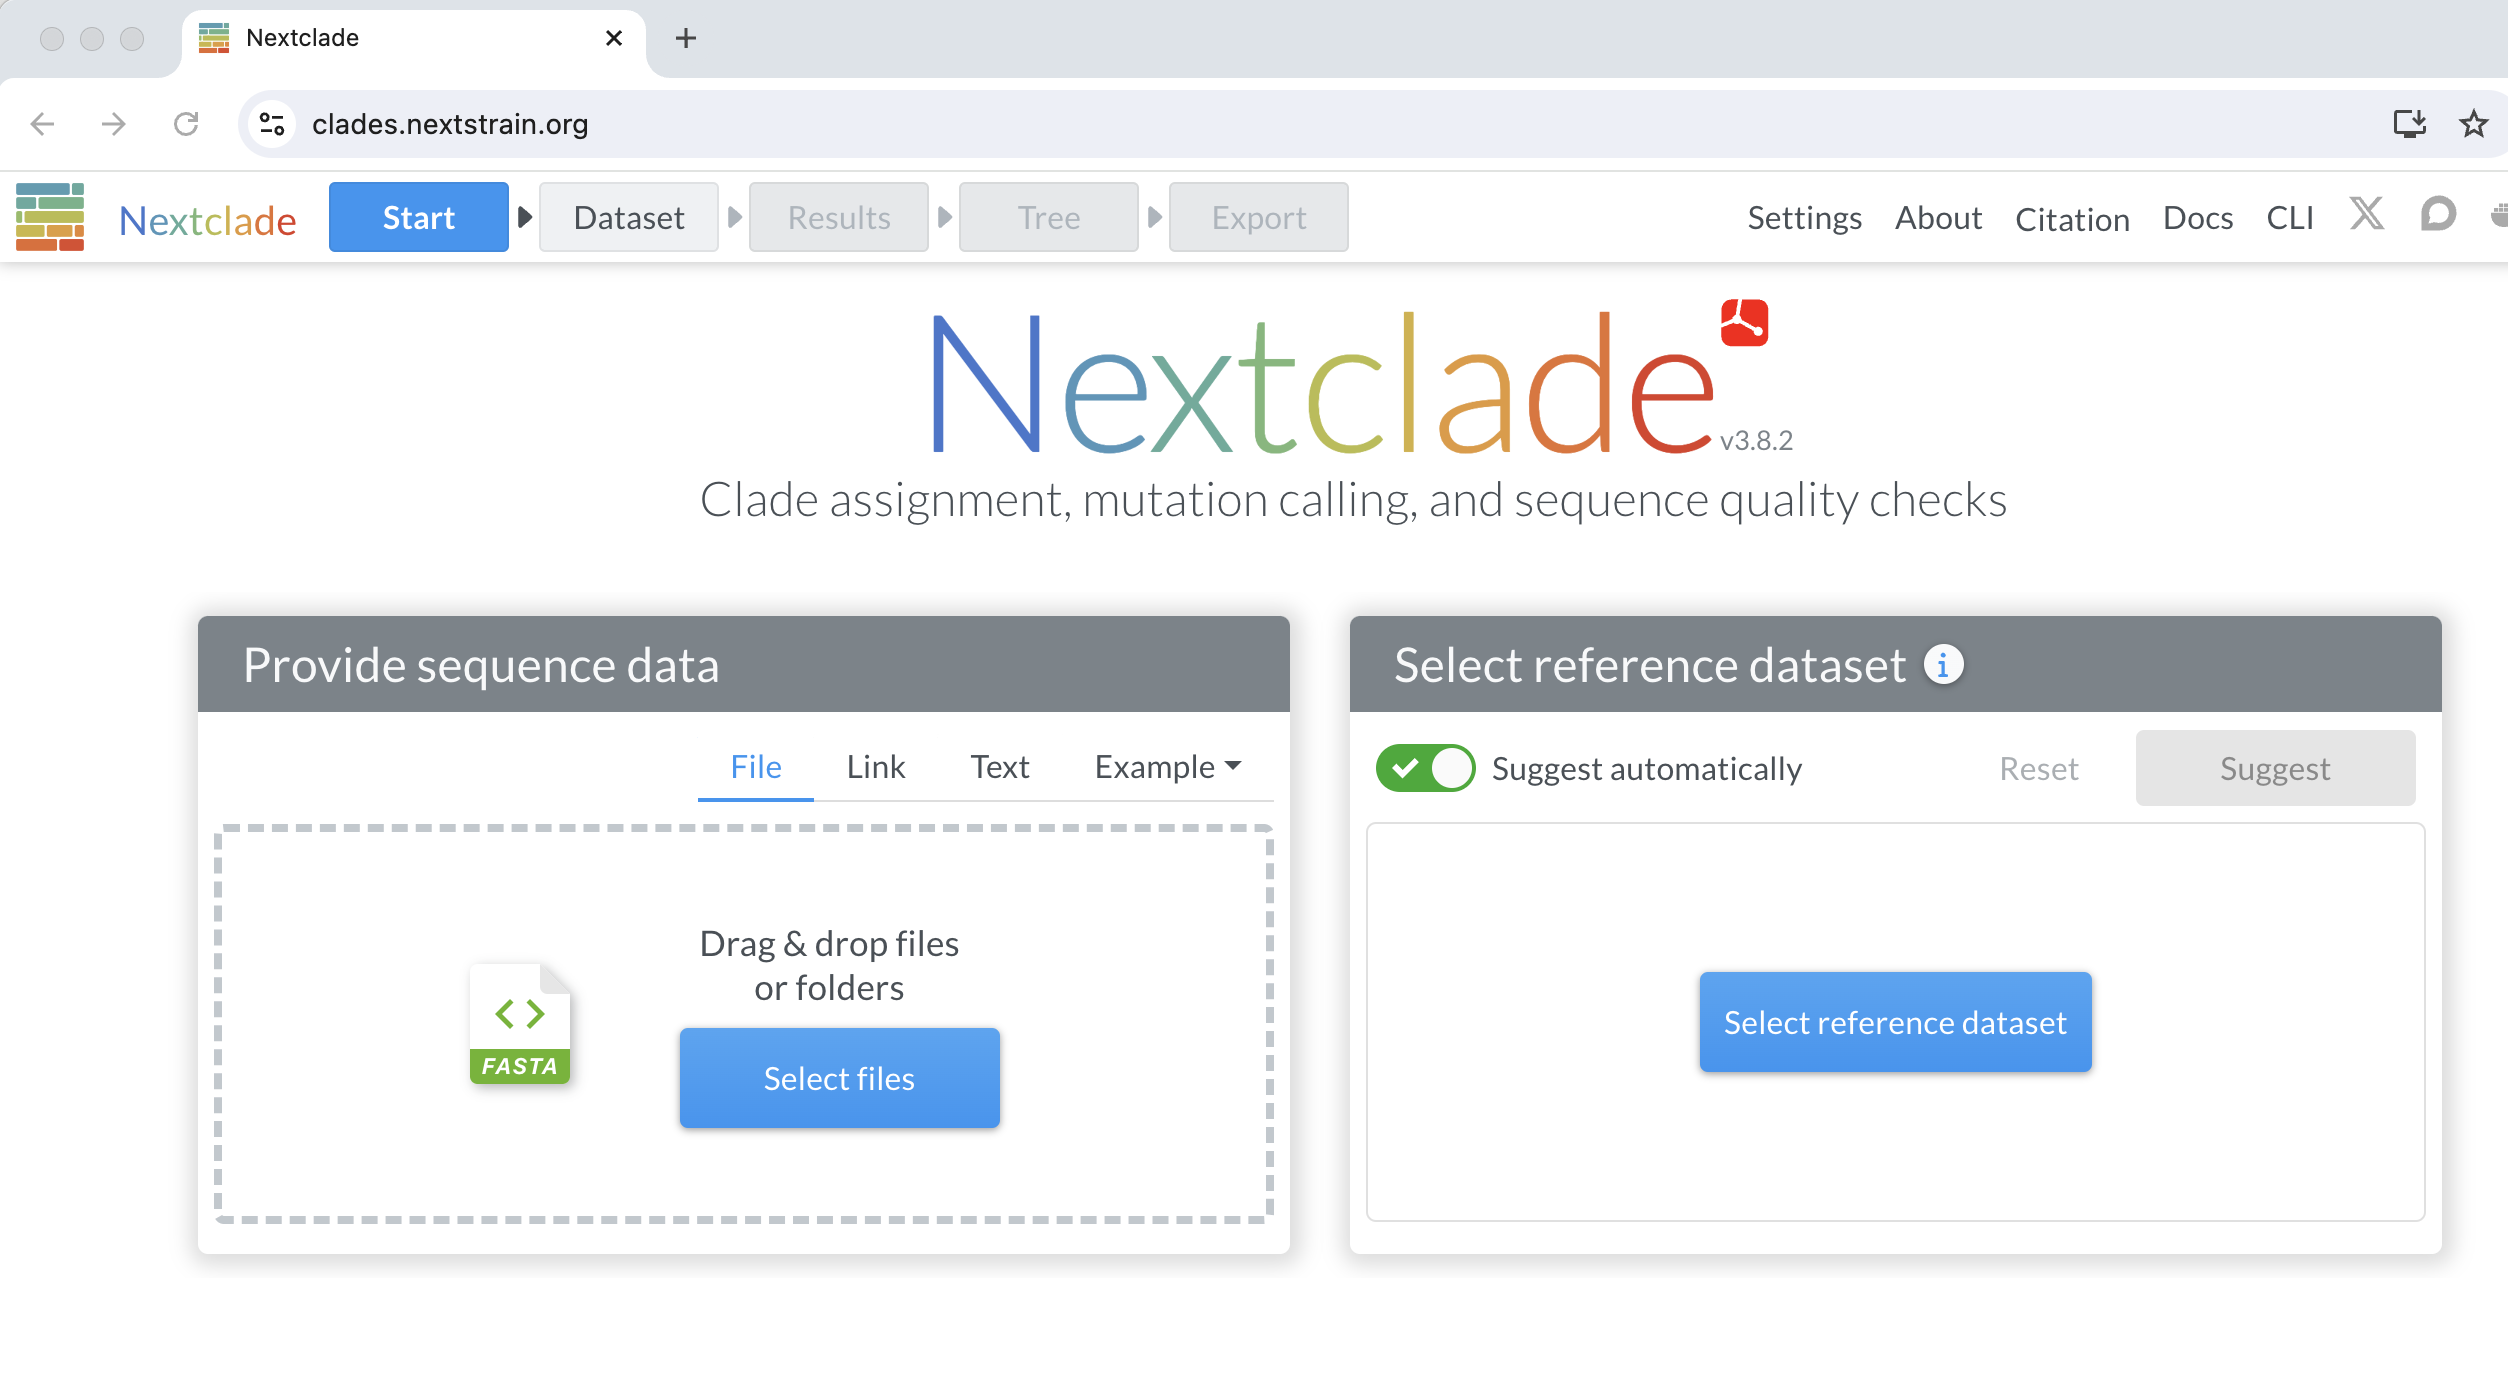 Nextclade
clades.nextstrain.org
Nextclade Start Dataset Results Tree Export Settings About Citation Docs CLI
Nextclade v3.8.2
Clade assignment, mutation calling, and sequence quality checks
Provide sequence data
File Link Text Example
Drag & drop files
or folders
FASTA
Select files
Select reference dataset i
Suggest automatically Reset Suggest
Select reference dataset